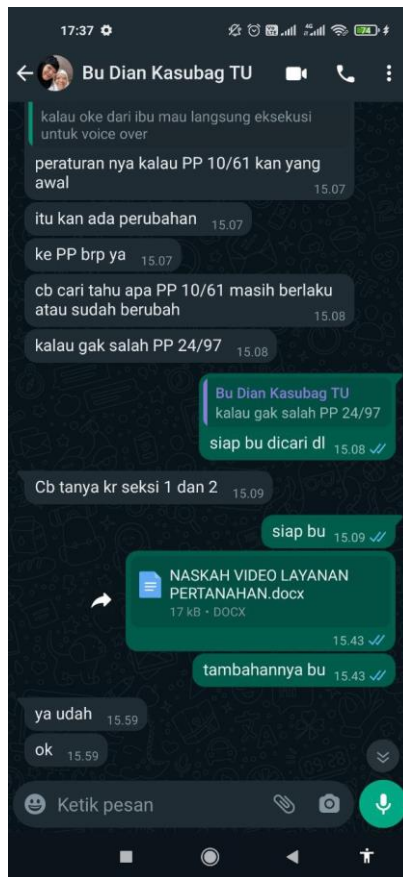 17:37
74
Bu Dian Kasubag TU
kalau oke dari ibu mau langsung eksekusi
untuk voice over
peraturan nya kalau PP 10/61 kan yang
awal
15.07
itu kan ada perubahan 15.07
ke PP brp ya 15.07
cb cari tahu apa PP 10/61 masih berlaku
atau sudah berubah
15.08
kalau gak salah PP 24/97 15.08
Bu Dian Kasubag TU
kalau gak salah PP 24/97
siap bu dicari dl 15.08
Cb tanya kr seksi 1 dan 2 15.09
siap bu 15.09
NASKAH VIDEO LAYANAN
PERTANAHAN.docx
17 kB • DOCX
15.43
tambahannya bu 15.43
ya udah 15.59
ok 15.59
Ketik pesan